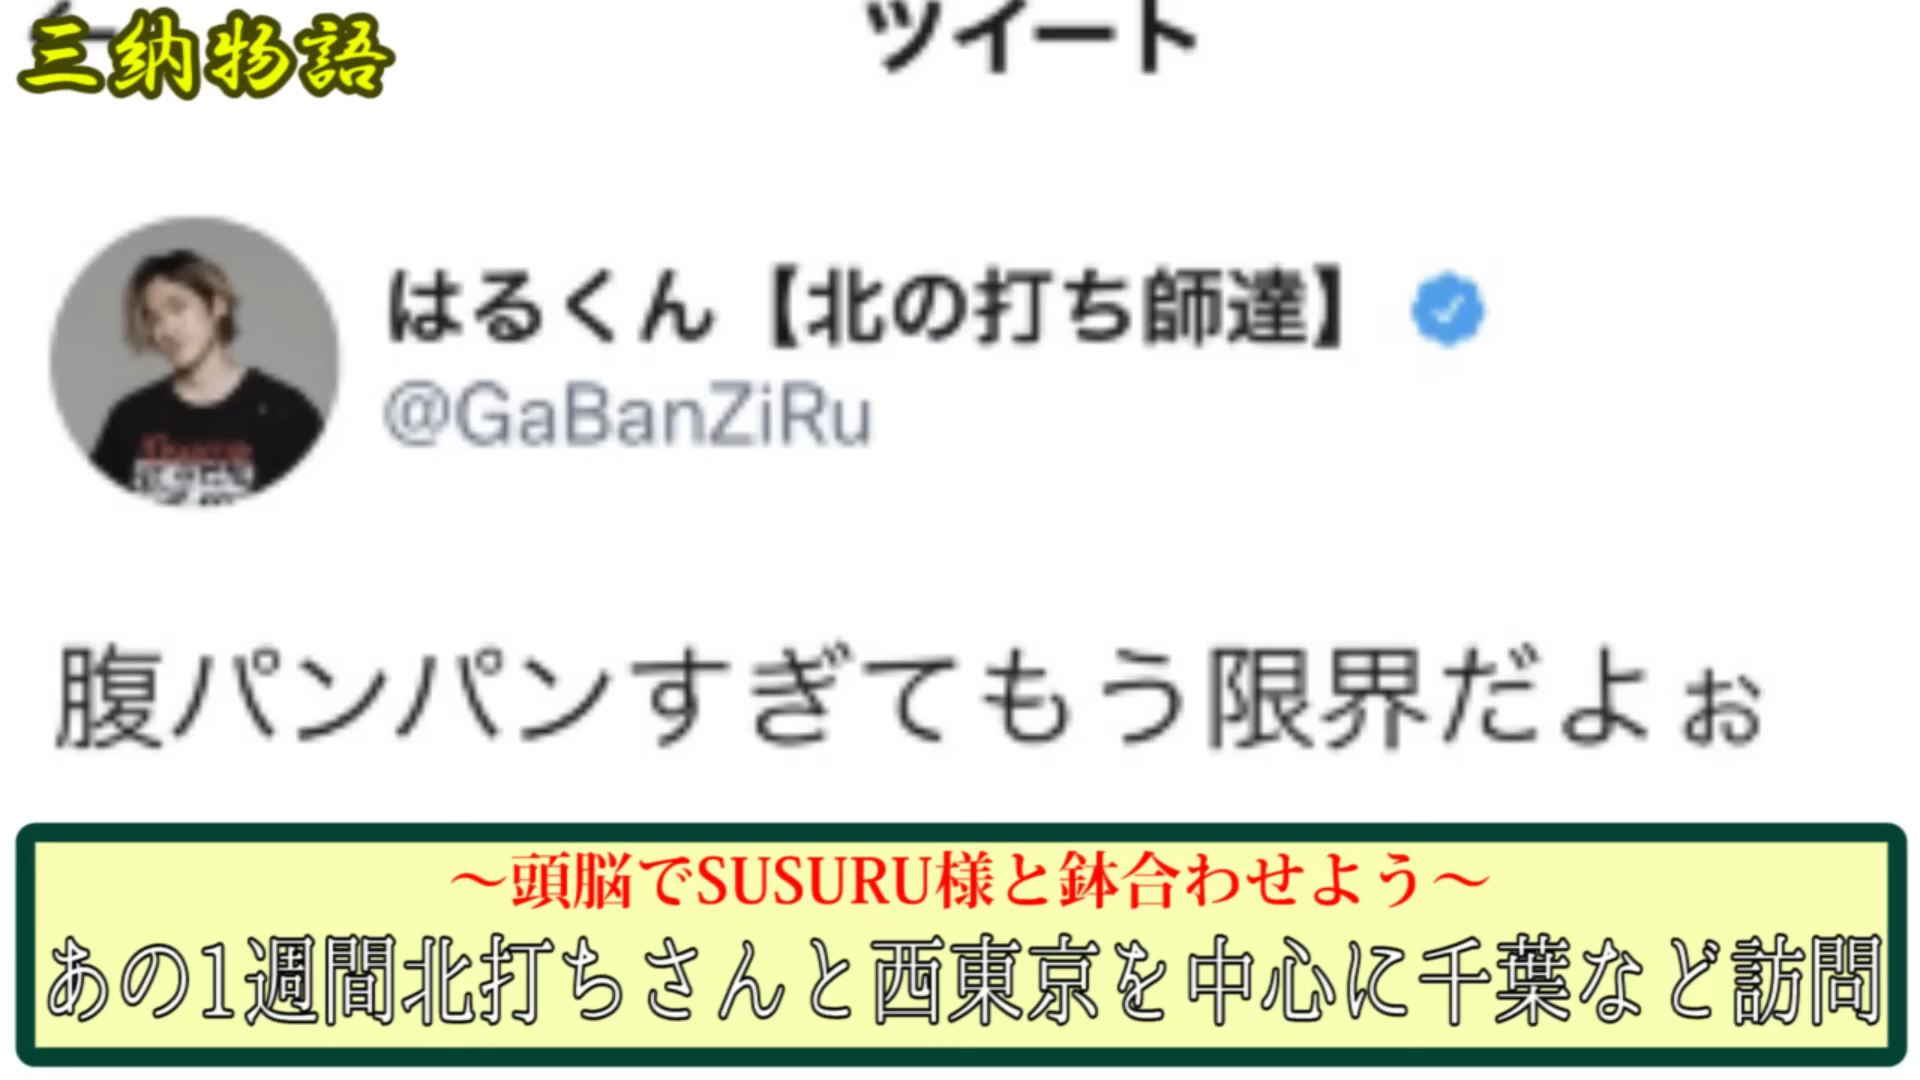 三納物語
ツイート
はるくん【北の打ち師達】
@GaBanZiRu
腹パンパンすぎてもう限界だよぉ
〜頭脳でSUSURU様と鉢合わせよう〜
あの1週間北打ちさんと西東京を中心に千葉など訪問